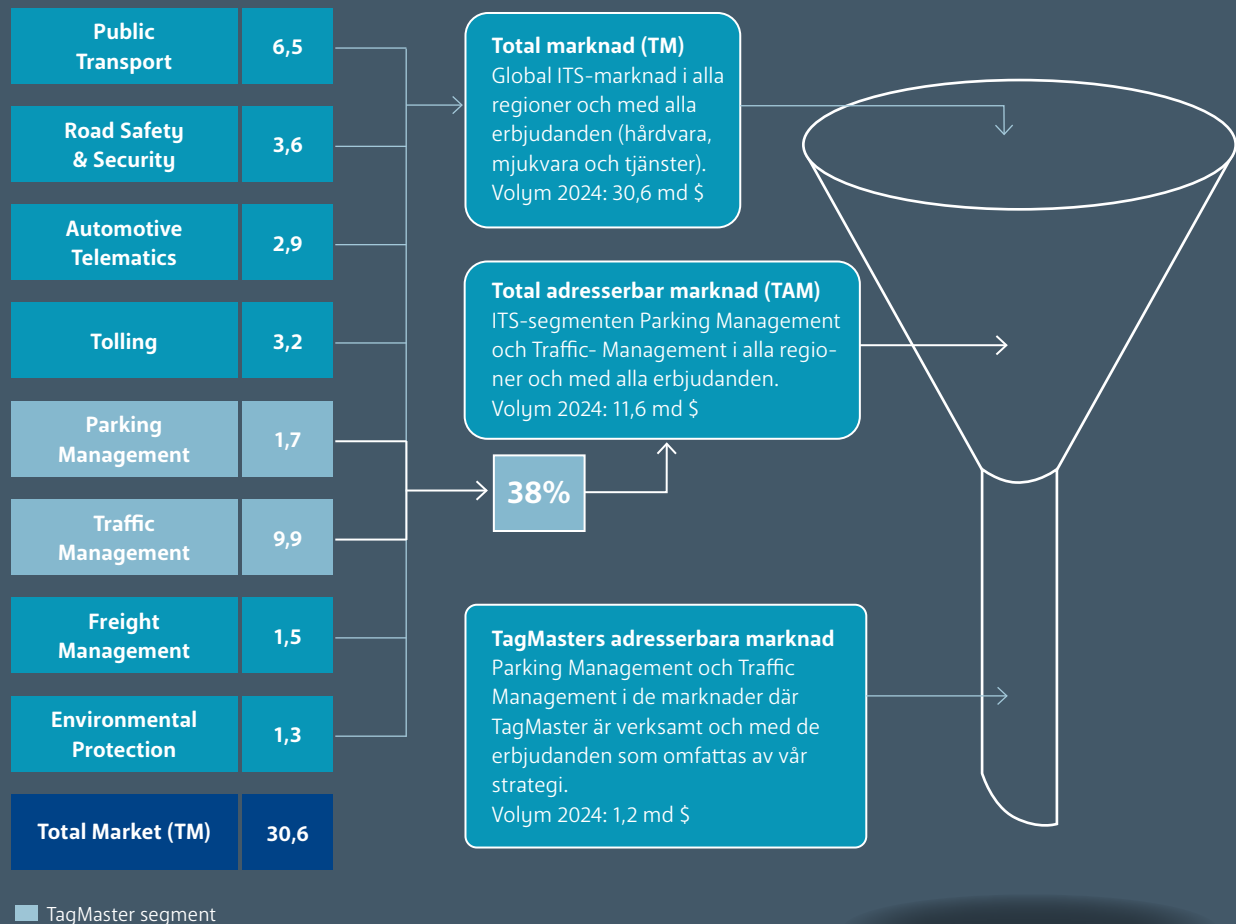 Public
Transport
6,5
Road Safety
& Security
3,6
Automotive
Telematics
2,9
Tolling
3,2
Parking
Management
1,7
Traffic
Management
9,9
Freight
Management
1,5
Environmental
Protection
1,3
Total Market (TM)
30,6
TagMaster segment
Total marknad (TM)
Global ITS-marknad i alla
regioner och med alla
erbjudanden (hårdvara,
mjukvara och tjänster).
Volym 2024: 30,6 md $
Total adresserbar marknad (TAM)
ITS-segmenten Parking Management
och Traffic- Management i alla regio-
ner och med alla erbjudanden.
Volym 2024: 11,6 md $
38%
TagMasters adresserbara marknad
Parking Management och Traffic
Management i de marknader där
TagMaster är verksamt och med de
erbjudanden som omfattas av vår
strategi.
Volym 2024: 1,2 md $